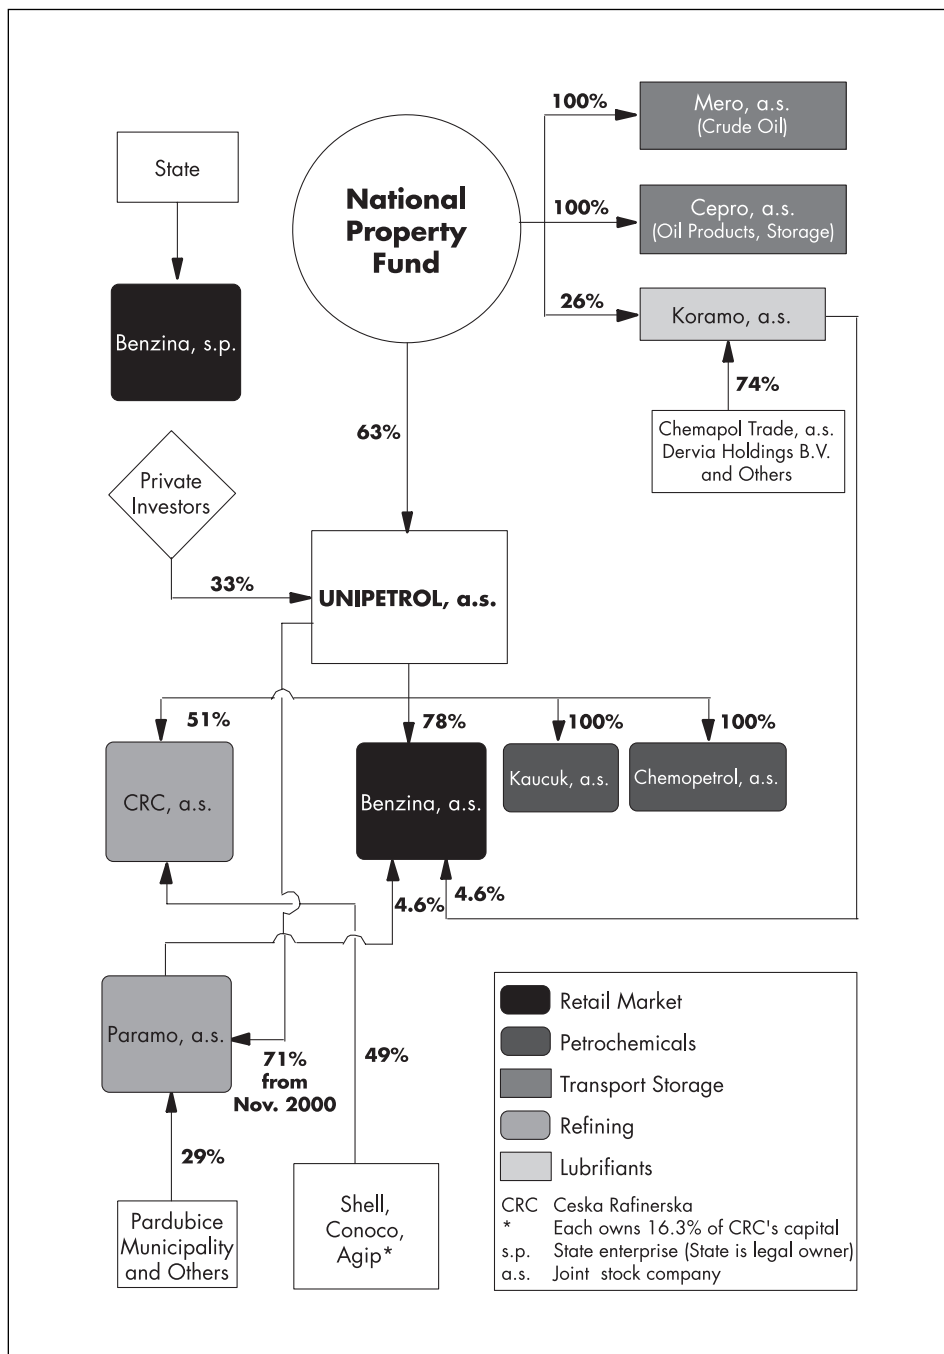 100%
Mero, a.s.
(Crude Oil)
State
National
Property
Fund
100%
Cepro, a.s.
(Oil Products, Storage)
Benzina, s.p.
26%
Koramo, a.s.
74%
63%
Chemapol Trade, a.s.
Dervia Holdings B.V.
and Others
Private
Investors
33%
UNIPETROL, a.s.
51%
78%
100%
100%
CRC, a.s.
Benzina, a.s.
Kaucuk, a.s.
Chemopetrol, a.s.
4.6%
4.6%
Paramo, a.s.
71%
from
Nov. 2000
49%
29%
Pardubice
Municipality
and Others
Shell,
Conoco,
Agip*
Retail Market
Petrochemicals
Transport Storage
Refining
Lubrifiants
CRC Ceska Rafinerska
* Each owns 16.3% of CRC's capital
s.p. State enterprise (State is legal owner)
a.s. Joint stock company